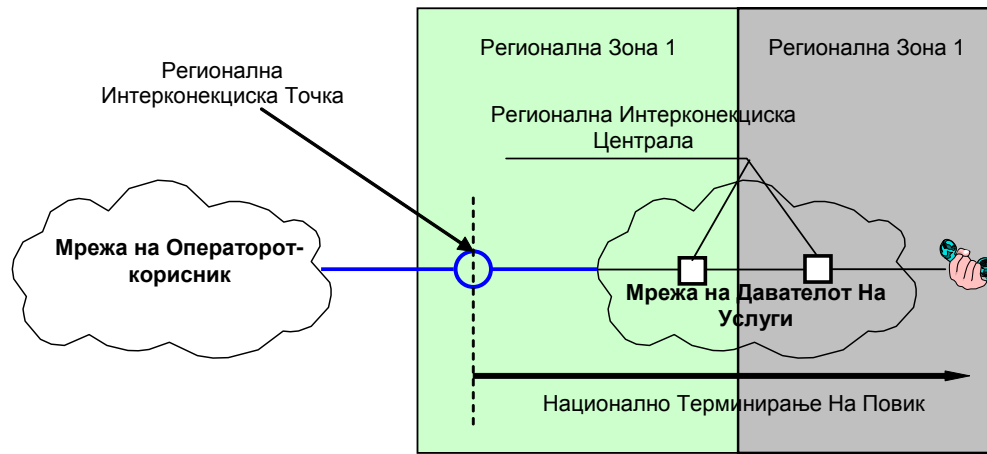 Регионална Зона 1
Регионална Зона 1
Регионална
Интерконекциска Точка
Регионална Интерконекциска
Централа
Мрежа на Операторот-
корисник
Мрежа на Давателот На
Услуги
Национално Терминирање На Повик